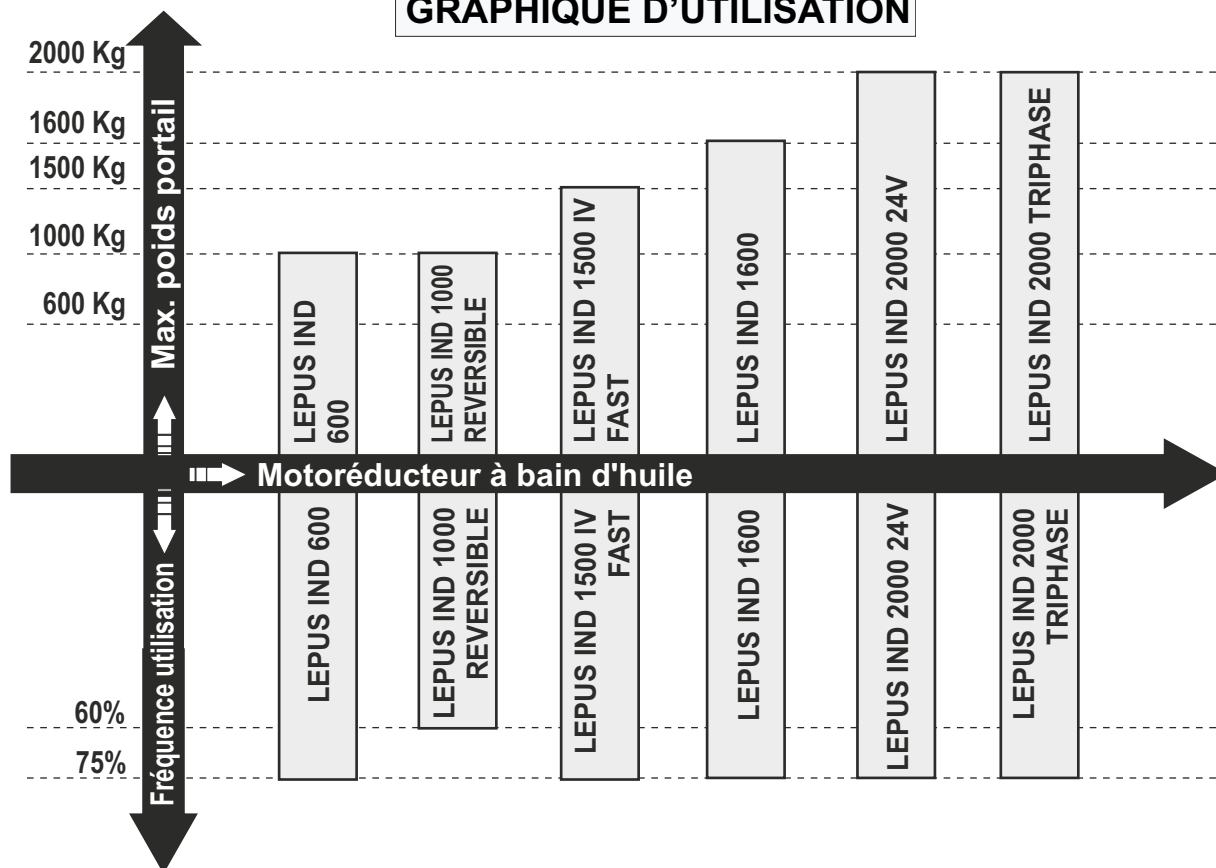 GRAPHIQUE D'UTILISATION
2000 Kg
1600 Kg
1500 Kg
1000 Kg
600 Kg
Max. poids portail
LEPUS IND
600
LEPUS IND 1000
REVERSIBLE
LEPUS IND 1500 IV
FAST
LEPUS IND 1600
LEPUS IND 2000 24V
LEPUS IND 2000 TRIPHASE
Motoréducteur à bain d'huile
Fréquence utilisation
60%
75%
LEPUS IND 600
LEPUS IND 1000
REVERSIBLE
LEPUS IND 1500 IV
FAST
LEPUS IND 1600
LEPUS IND 2000 24V
LEPUS IND 2000
TRIPHASE